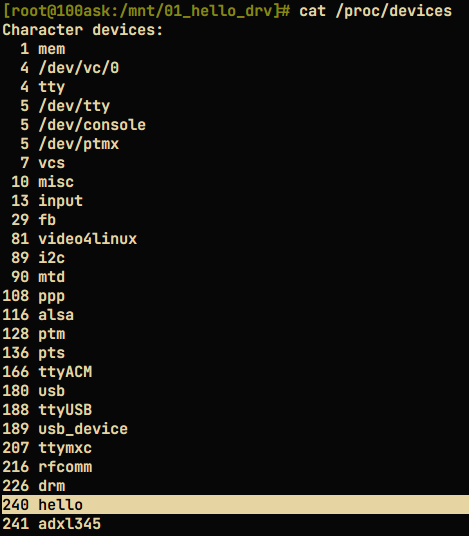 [root@100ask:/mnt/01_hello_drv]# cat /proc/devices
Character devices:
  1 mem
  4 /dev/vc/0
  4 tty
  5 /dev/tty
  5 /dev/console
  5 /dev/ptmx
  7 vcs
 10 misc
 13 input
 29 fb
 81 video4linux
 89 i2c
 90 mtd
108 ppp
116 alsa
128 ptm
136 pts
166 ttyACM
180 usb
188 ttyUSB
189 usb_device
207 ttymxc
216 rfcomm
226 drm
240 hello
241 adxl345